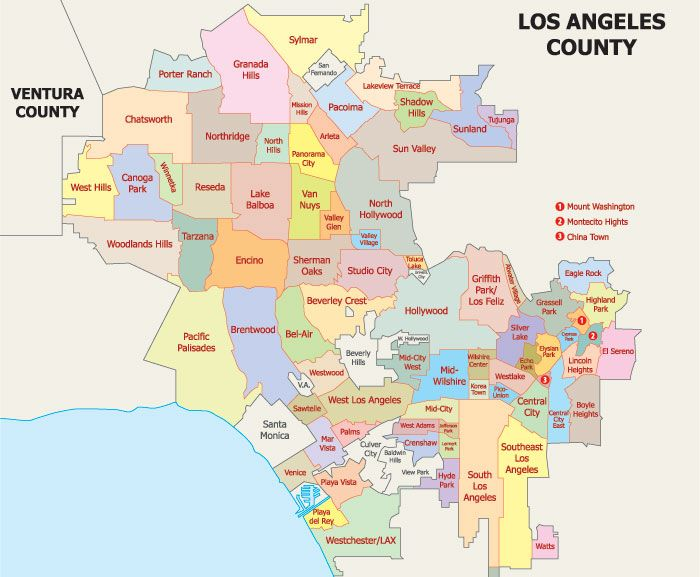 LOS ANGELES
COUNTY
VENTURA
COUNTY
Sylmar
Granada
Hills
Porter Ranch
San
Fernando
Lakeview Terrace
Mission
Hills
Pacoima
Shadow
Hills
Tujunga
Sunland
Chatsworth
Northridge
North
Hills
Arleta
Panorama
City
Sun Valley
West Hills
Canoga
Park
Winnetka
Reseda
Lake
Balboa
Van
Nuys
North
Hollywood
Valley
Glen
Valley
Village
Woodlands Hills
Tarzana
Encino
Sherman
Oaks
Studio City
Toluca
Lake
Universal
City
1 Mount Washington
2 Montecito Hights
3 China Town
Griffith
Park/
Los Feliz
Atwater Village
Eagle Rock
Grassell
Park
Highland
Park
1
2
Cypress
Park
El Sereno
Lincoln
Heights
Beverley Crest
Hollywood
Silver
Lake
Elysian
Park
Echo
Park
3
Pacific
Palisades
Brentwood
Bel-Air
Beverly
Hills
W. Hollywood
Mid-City
West
Mid-
Wilshire
Wilshire
Center
Korea
Town
Westlake
Pico-
Union
Central
City
Central
City
East
Boyle
Heights
Westwood
V.A.
West Los Angeles
Sawtelle
Santa
Monica
Mid-City
West Adams
Jefferson
Park
Crenshaw
Leimert
Park
Mar
Vista
Palms
Culver
City
Baldwin
Hills
View Park
Hyde
Park
South
Los
Angeles
Southeast
Los
Angeles
Venice
Playa Vista
Playa
del Rey
Westchester/LAX
Watts